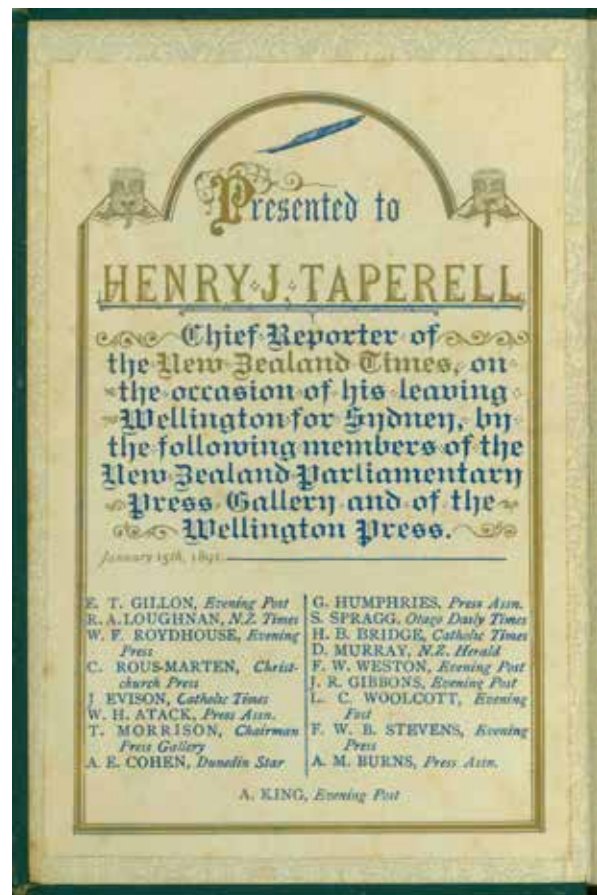 Presented to
HENRY J. TAPERELL
Chief Reporter of
the New Zealand Times, on
the occasion of his leaving
Wellington for Sydney, by
the following members of the
New Zealand Parliamentary
Press Gallery and of the
Wellington Press.
January 15th, 1891.
E. T. GILLON, Evening Post
R. A. LOUGHNAN, N.Z. Times
W. F. ROYDHOUSE, Evening
Press
C. ROUS-MARTEN, Christ-
church Press
J EVISON, Catholic Times
W. H. ATACK, Press Assn.
T. MORRISON, Chairman
Press Gallery
A. E. COHEN, Dunedin Star
G. HUMPHRIES, Press Assn.
S. SPRAGG, Otago Daily Times
H. B. BRIDGE, Catholic Times
D. MURRAY, N.Z. Herald
F. W. WESTON, Evening Post
J. R. GIBBONS, Evening Post
L. C. WOOLCOTT, Evening
Post
F. W. B. STEVENS, Evening
Press
A. M. BURNS, Press Assn.
A. KING, Evening Post